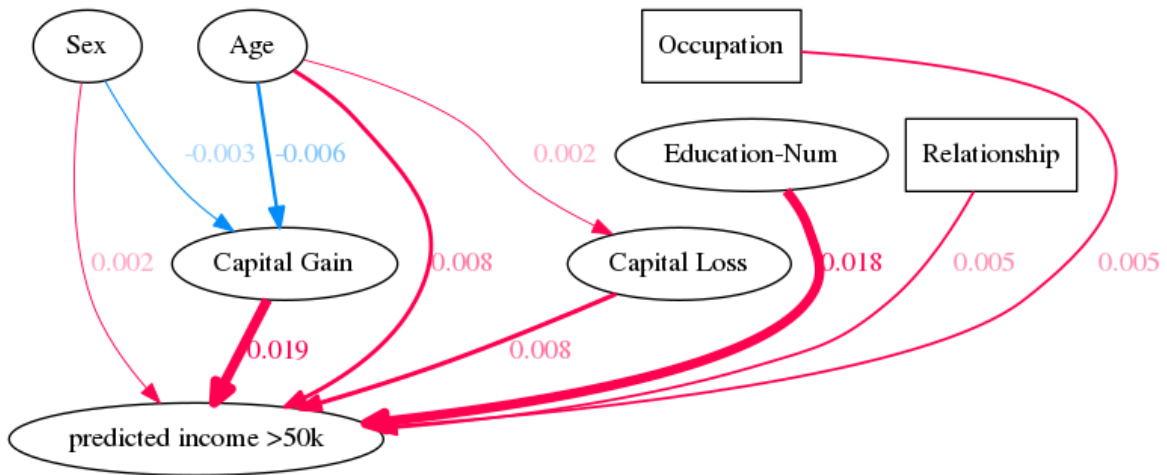 Sex
Age
Occupation
-0.003
-0.006
0.002
Education-Num
Relationship
0.002
Capital Gain
0.008
Capital Loss
0.018
0.005
0.005
0.019
0.008
predicted income >50k